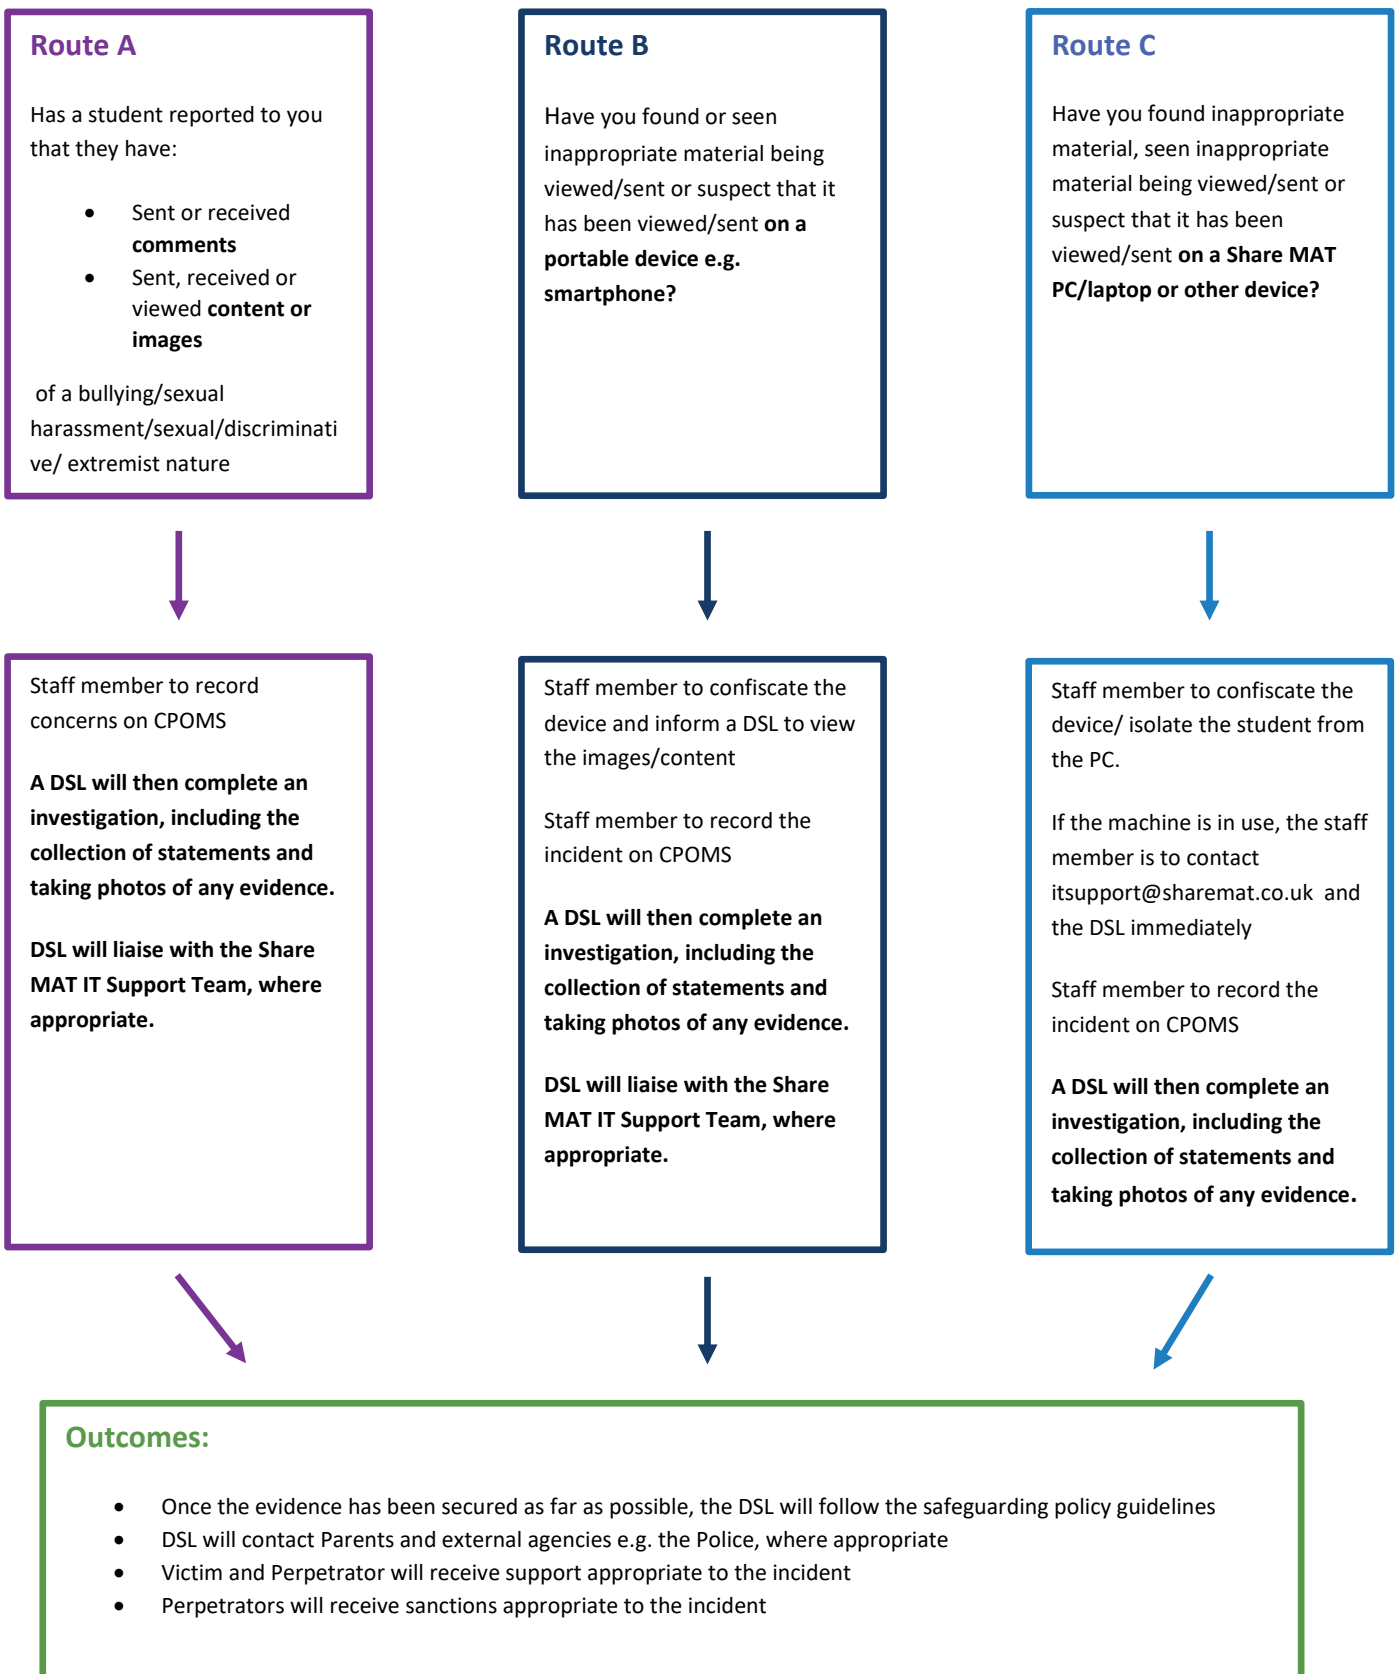 Route A
Has a student reported to you
that they have:
• Sent or received
comments
• Sent, received or
viewed content or
images
of a bullying/sexual
harassment/sexual/discriminati
ve/ extremist nature
Route B
Have you found or seen
inappropriate material being
viewed/sent or suspect that it
has been viewed/sent on a
portable device e.g.
smartphone?
Route C
Have you found inappropriate
material, seen inappropriate
material being viewed/sent or
suspect that it has been
viewed/sent on a Share MAT
PC/laptop or other device?
Staff member to record
concerns on CPOMS
A DSL will then complete an
investigation, including the
collection of statements and
taking photos of any evidence.
DSL will liaise with the Share
MAT IT Support Team, where
appropriate.
Staff member to confiscate the
device and inform a DSL to view
the images/content
Staff member to record the
incident on CPOMS
A DSL will then complete an
investigation, including the
collection of statements and
taking photos of any evidence.
DSL will liaise with the Share
MAT IT Support Team, where
appropriate.
Staff member to confiscate the
device/ isolate the student from
the PC.
If the machine is in use, the staff
member is to contact
itsupport@sharemat.co.uk and
the DSL immediately
Staff member to record the
incident on CPOMS
A DSL will then complete an
investigation, including the
collection of statements and
taking photos of any evidence.
Outcomes:
• Once the evidence has been secured as far as possible, the DSL will follow the safeguarding policy guidelines
• DSL will contact Parents and external agencies e.g. the Police, where appropriate
• Victim and Perpetrator will receive support appropriate to the incident
• Perpetrators will receive sanctions appropriate to the incident